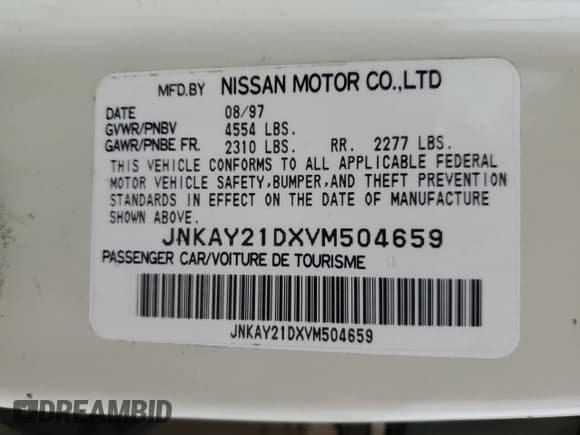 MFD.BY NISSAN MOTOR CO.,LTD
DATE 08/97
GVWR/PNBV 4554 LBS.
GAWR/PNBE FR. 2310 LBS. RR. 2277 LBS.
THIS VEHICLE CONFORMS TO ALL APPLICABLE FEDERAL
MOTOR VEHICLE SAFETY,BUMPER,AND THEFT PREVENTION
STANDARDS IN EFFECT ON THE DATE OF MANUFACTURE
SHOWN ABOVE.
JNKAY21DXVM504659
PASSENGER CAR/VOITURE DE TOURISME
JNKAY21DXVM504659
DREAMBID